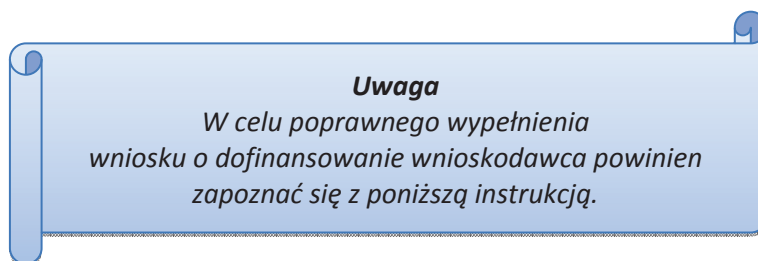 Uwaga
W celu poprawnego wypełnienia
wniosku o dofinansowanie wnioskodawca powinien
zapoznać się z poniższą instrukcją.